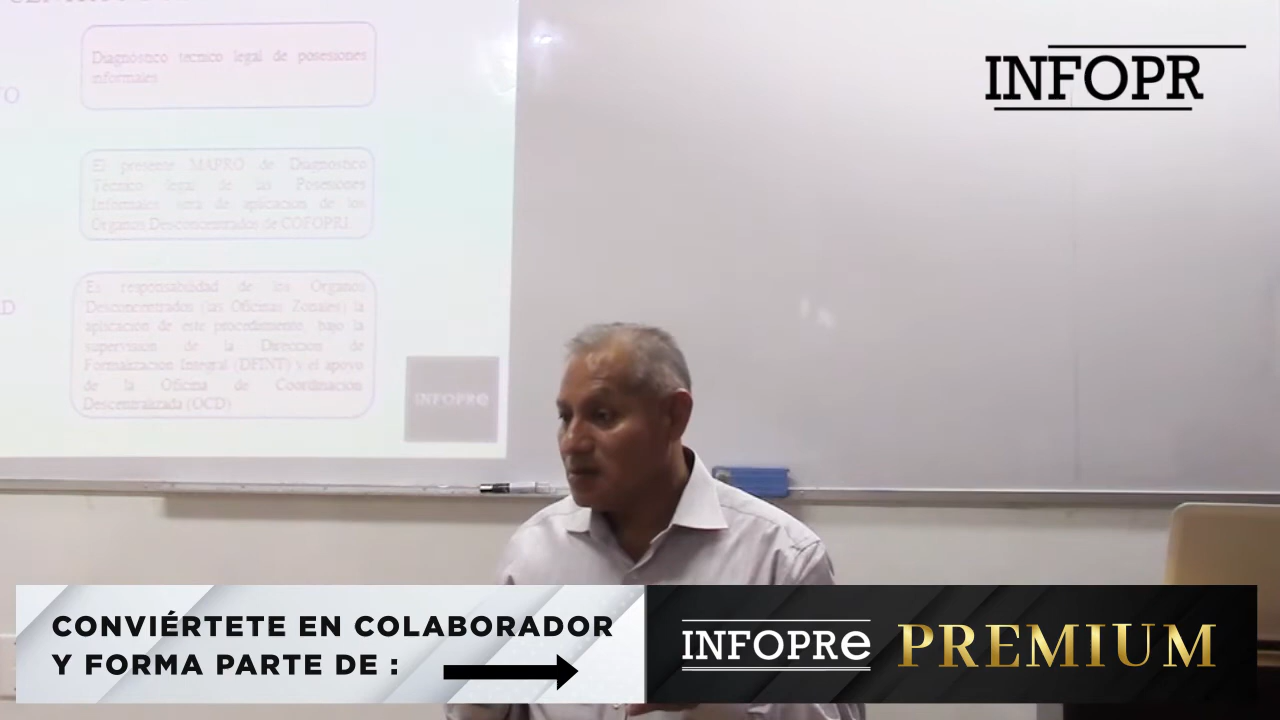 Diagnostico tecnico legal de posesiones
informales
El presente MAPRO de Diagnostico
Tecnico legal de las Posesiones
Informales sera de aplicacion de los
Organos Desconcentrados de COFOPRI.
Es responsabilidad de los Organos
Desconcentrados (las Oficinas Zonales) la
aplicacion de este procedimiento bajo la
supervision de la Direccion de
Formalizacion Integral (DFINT) y el apoyo
de la Oficina de Coordinacion
Descentralizada (OCD)
INFOPRe
INFOPR
CONVIÉRTETE EN COLABORADOR
Y FORMA PARTE DE :
INFOPRe PREMIUM